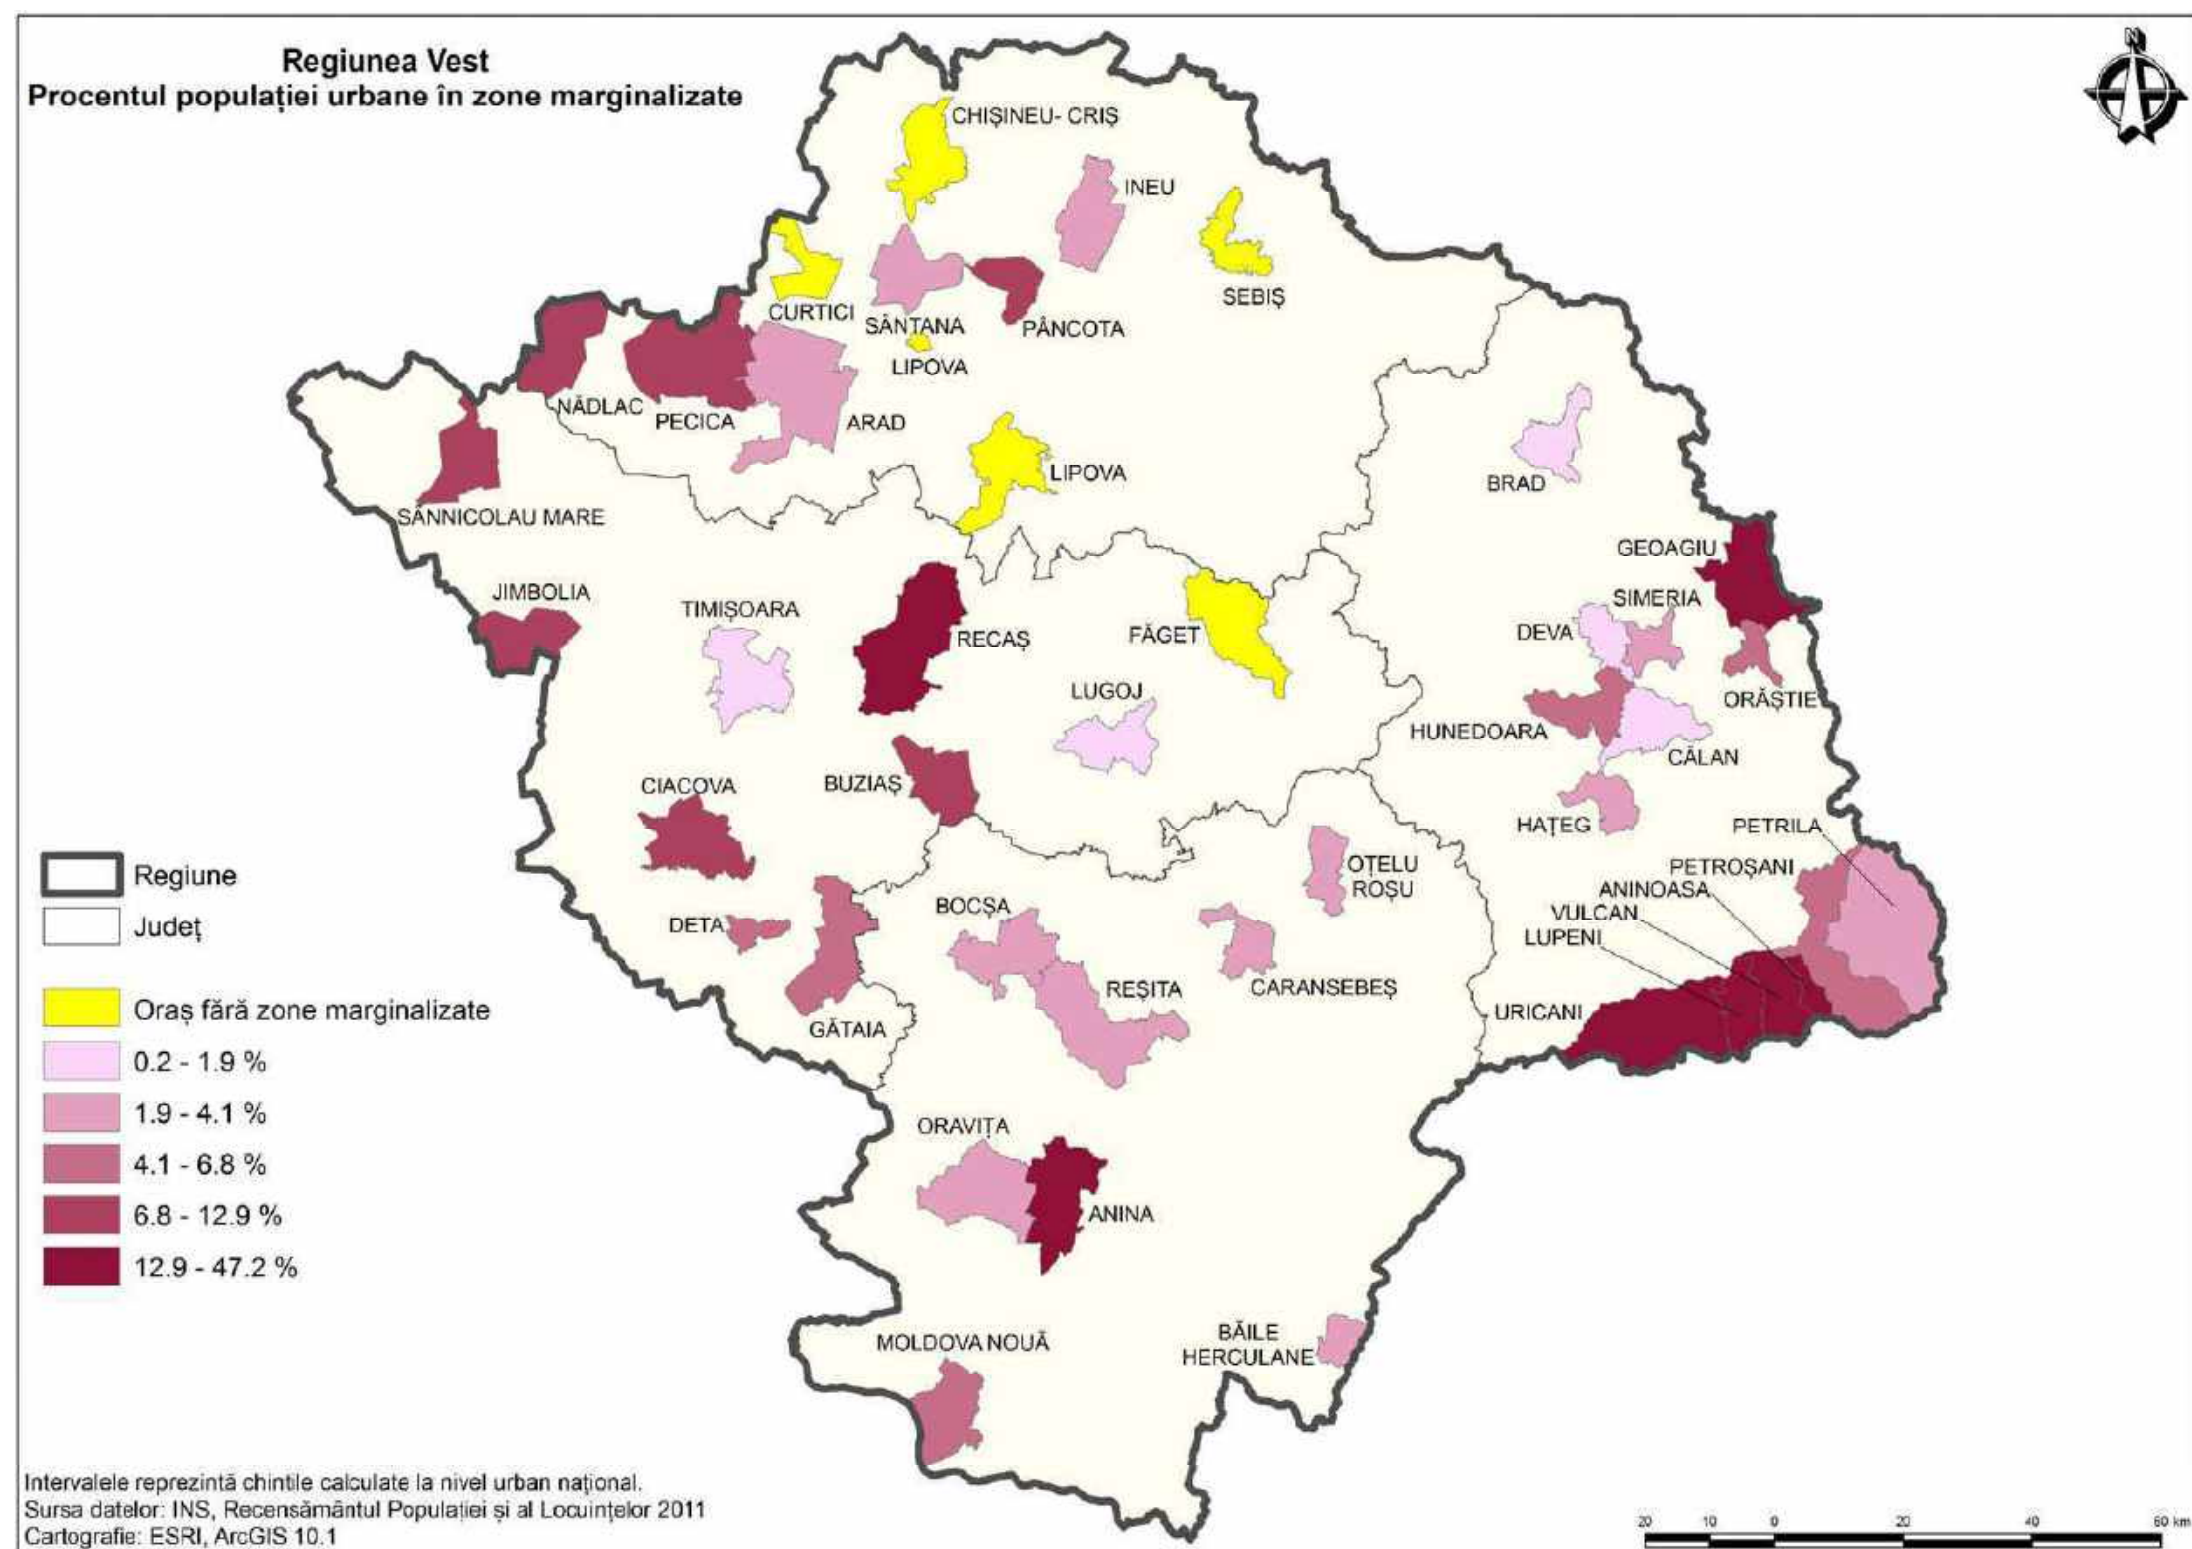 Regiunea Vest
Procentul populației urbane în zone marginalizate
N
CHIȘINEU- CRIȘ
INEU
SEBIȘ
CURTICI
SÂNTANA
PÂNCOTA
LIPOVA
NĂDLAC
PECICA
ARAD
LIPOVA
SÂNNICOLAU MARE
BRAD
GEOAGIU
JIMBOLIA
TIMIȘOARA
RECAȘ
FĂGET
SIMERIA
DEVA
LUGOJ
ORĂȘTIE
HUNEDOARA
CĂLAN
CIACOVA
BUZIAȘ
HAȚEG
PETRILA
PETROȘANI
ANINOASA
VULCAN
LUPENI
URICANI
OȚELU
ROȘU
BOCȘA
DETA
REȘITA
CARANSEBEȘ
GĂTAIA
ORAVIȚA
ANINA
MOLDOVA NOUĂ
BĂILE
HERCULANE
Regiune
Județ
Oraș fără zone marginalizate
0.2 - 1.9 %
1.9 - 4.1 %
4.1 - 6.8 %
6.8 - 12.9 %
12.9 - 47.2 %
Intervalele reprezintă chintile calculate la nivel urban național.
Sursa datelor: INS, Recensământul Populației și al Locuințelor 2011
Cartografie: ESRI, ArcGIS 10.1
20 10 0 20 40 60 km